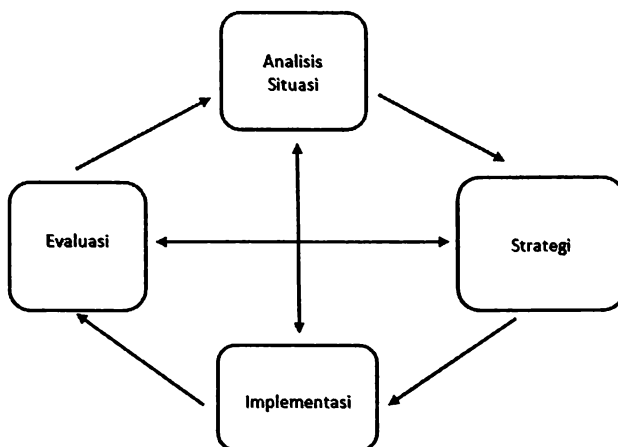 Analisis
Situasi
Evaluasi
Strategi
Implementasi